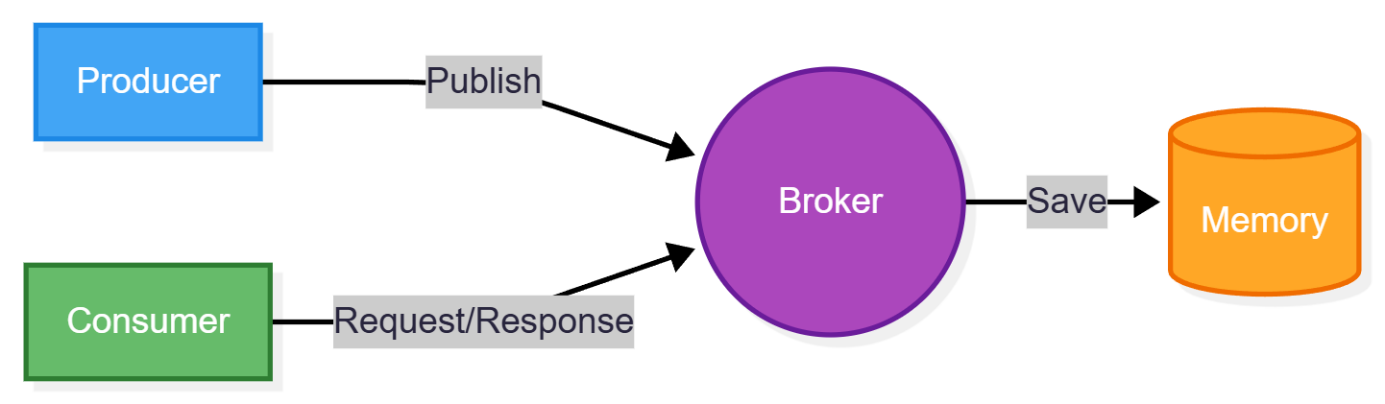 Producer
Publish
Broker
Save
Memory
Consumer
Request/Response